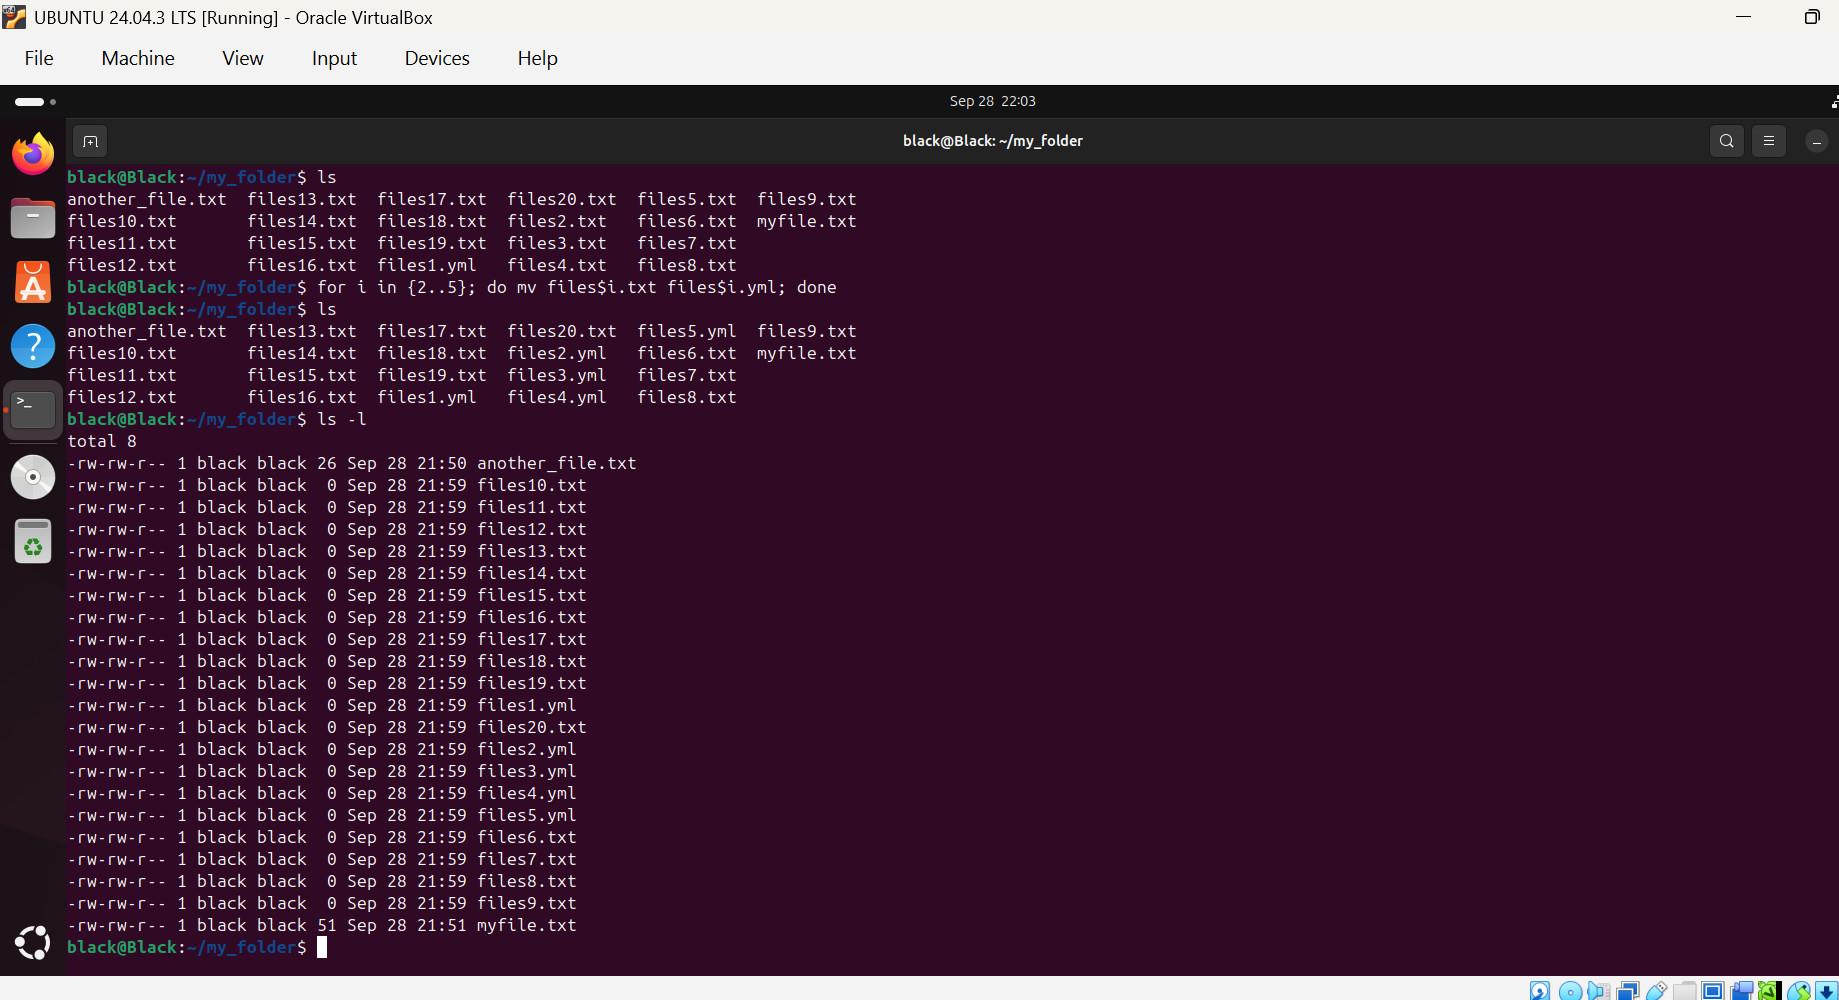 UBUNTU 24.04.3 LTS [Running] - Oracle VirtualBox
File Machine View Input Devices Help
Sep 28 22:03
black@Black: ~/my_folder
black@Black:~/my_folder$ ls
another_file.txt files13.txt files17.txt files20.txt files5.txt files9.txt
files10.txt files14.txt files18.txt files2.txt files6.txt myfile.txt
files11.txt files15.txt files19.txt files3.txt files7.txt
files12.txt files16.txt files1.yml files4.txt files8.txt
black@Black:~/my_folder$ for i in {2..5}; do mv files$i.txt files$i.yml; done
black@Black:~/my_folder$ ls
another_file.txt files13.txt files17.txt files20.txt files5.yml files9.txt
files10.txt files14.txt files18.txt files2.yml files6.txt myfile.txt
files11.txt files15.txt files19.txt files3.yml files7.txt
files12.txt files16.txt files1.yml files4.yml files8.txt
black@Black:~/my_folder$ ls -l
total 8
-rw-rw-r-- 1 black black 26 Sep 28 21:50 another_file.txt
-rw-rw-r-- 1 black black 0 Sep 28 21:59 files10.txt
-rw-rw-r-- 1 black black 0 Sep 28 21:59 files11.txt
-rw-rw-r-- 1 black black 0 Sep 28 21:59 files12.txt
-rw-rw-r-- 1 black black 0 Sep 28 21:59 files13.txt
-rw-rw-r-- 1 black black 0 Sep 28 21:59 files14.txt
-rw-rw-r-- 1 black black 0 Sep 28 21:59 files15.txt
-rw-rw-r-- 1 black black 0 Sep 28 21:59 files16.txt
-rw-rw-r-- 1 black black 0 Sep 28 21:59 files17.txt
-rw-rw-r-- 1 black black 0 Sep 28 21:59 files18.txt
-rw-rw-r-- 1 black black 0 Sep 28 21:59 files19.txt
-rw-rw-r-- 1 black black 0 Sep 28 21:59 files1.yml
-rw-rw-r-- 1 black black 0 Sep 28 21:59 files20.txt
-rw-rw-r-- 1 black black 0 Sep 28 21:59 files2.yml
-rw-rw-r-- 1 black black 0 Sep 28 21:59 files3.yml
-rw-rw-r-- 1 black black 0 Sep 28 21:59 files4.yml
-rw-rw-r-- 1 black black 0 Sep 28 21:59 files5.yml
-rw-rw-r-- 1 black black 0 Sep 28 21:59 files6.txt
-rw-rw-r-- 1 black black 0 Sep 28 21:59 files7.txt
-rw-rw-r-- 1 black black 0 Sep 28 21:59 files8.txt
-rw-rw-r-- 1 black black 0 Sep 28 21:59 files9.txt
-rw-rw-r-- 1 black black 51 Sep 28 21:51 myfile.txt
black@Black:~/my_folder$